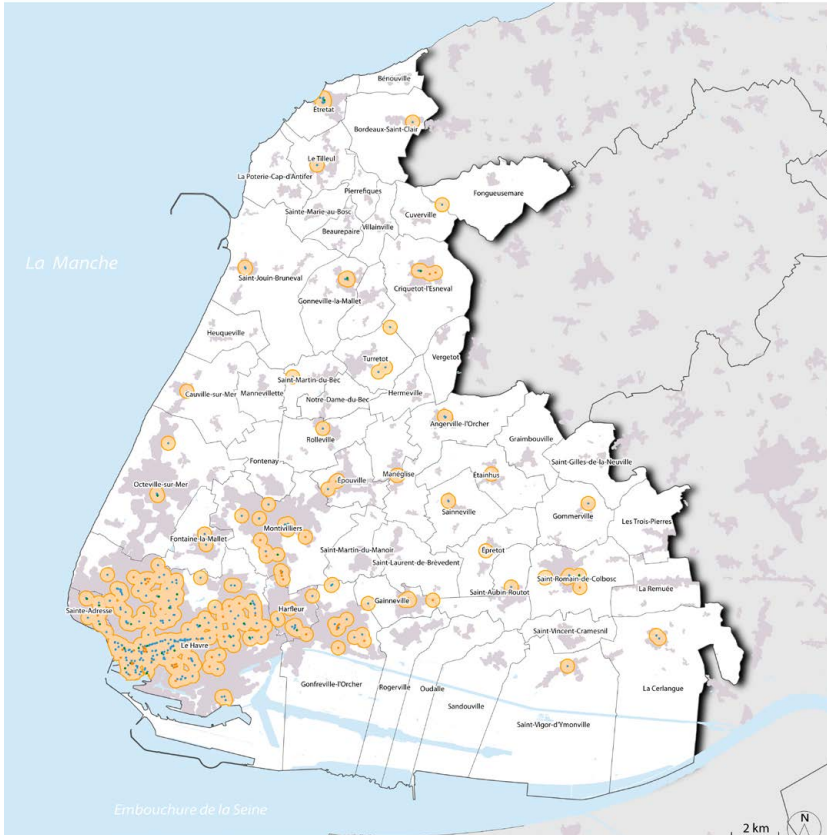 Bénouville
Étretat
Bordeaux-Saint-Clair
Le Tilleul
La Poterie-Cap-d'Antifer
Pierrefiques
Fongueusemare
Sainte-Marie-au-Bosc
Cuverville
Villainville
Beaurepaire
La Manche
Saint-Jouin-Bruneval
Criquetot-l'Esneval
Gonneville-la-Mallet
Heuqueville
Turretot
Vergetot
Saint-Martin-du-Bec
Cauville-sur-Mer
Mannevillette
Hermeville
Notre-Dame-du-Bec
Angerville-l'Orcher
Rolleville
Graimbouville
Fontenay
Saint-Gilles-de-la-Neuville
Manéglise
Étainhus
Épouville
Octeville-sur-Mer
Sainneville
Gommerville
Les Trois-Pierres
Montivilliers
Fontaine-la-Mallet
Saint-Martin-du-Manoir
Épretot
Saint-Laurent-de-Brèvedent
Saint-Romain-de-Colbosc
Saint-Aubin-Routot
La Remuée
Gainneville
Sainte-Adresse
Harfleur
Saint-Vincent-Cramesnil
Le Havre
Gonfreville-l'Orcher
Rogerville
Oudalle
La Cerlangue
Sandouville
Saint-Vigor-d'Ymonville
Embouchure de la Seine
N
2 km